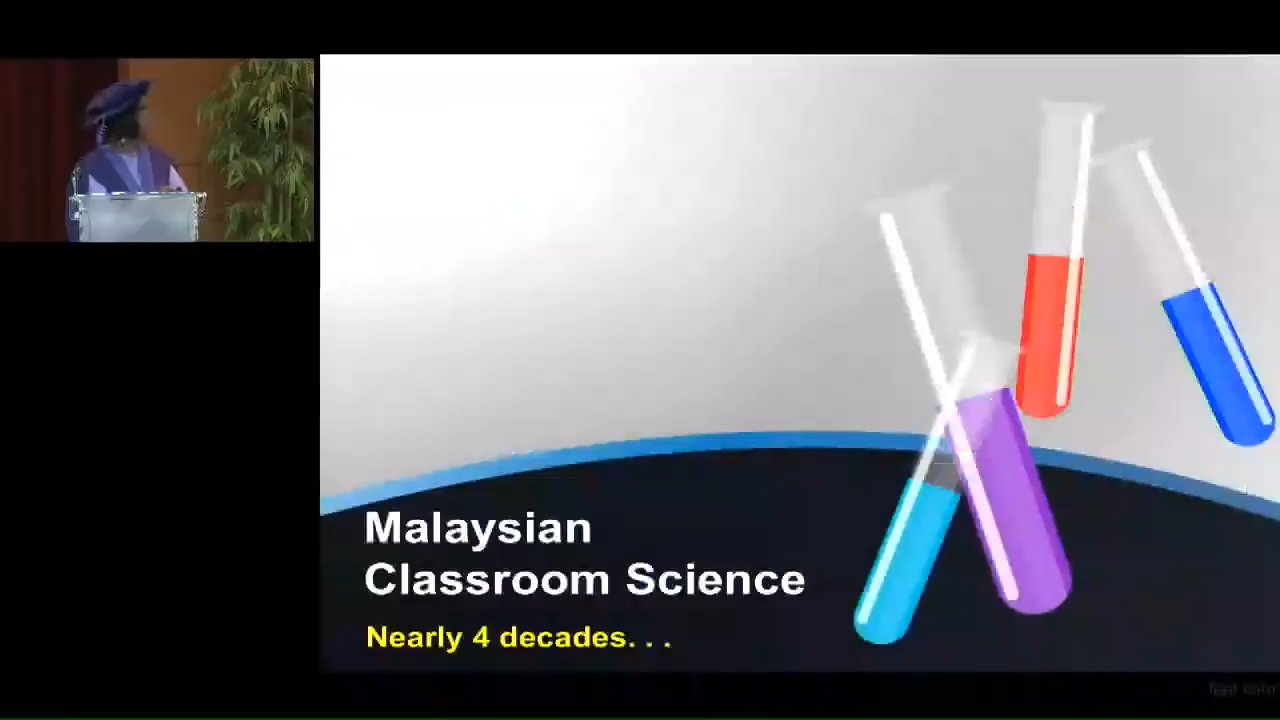 Malaysian
Classroom Science
Nearly 4 decades. . .